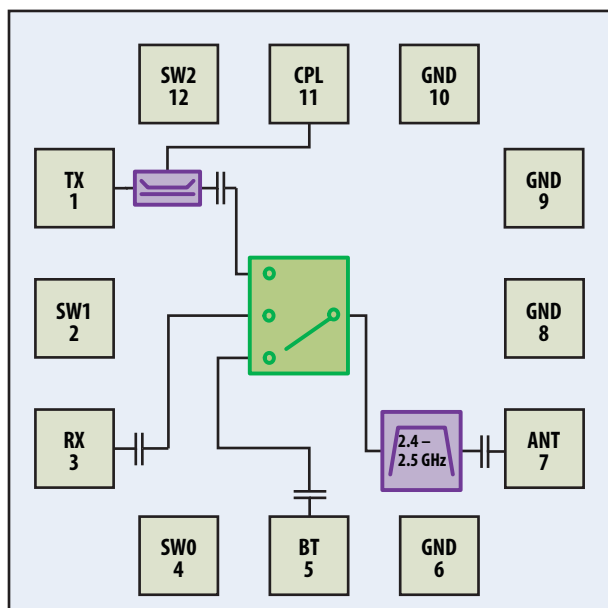 SW2
12
CPL
11
GND
10
TX
1
GND
9
SW1
2
GND
8
RX
3
2.4 –
2.5 GHz
ANT
7
SW0
4
BT
5
GND
6